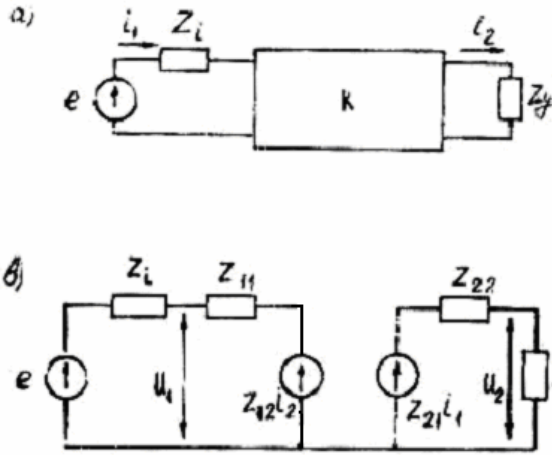 а)
i₁ Zᵢ i₂
e K Zy
в)
Zᵢ Z₁₁ Z₂₂
e U₁ Z₁₂i₂ Z₂₁i₁ U₂